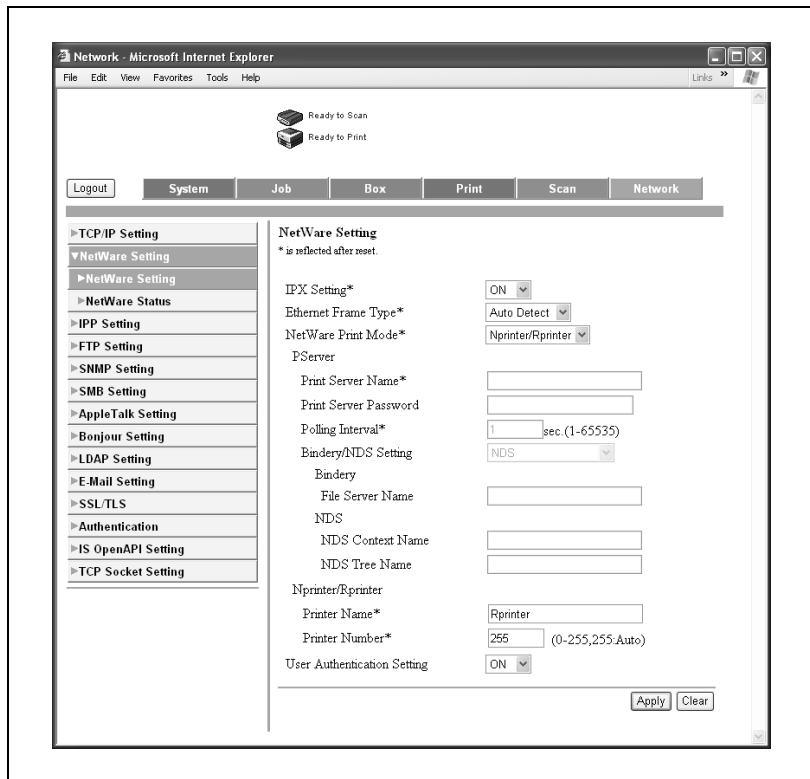 Network - Microsoft Internet Explorer
File Edit View Favorites Tools Help
Links »
Ready to Scan
Ready to Print
Logout
System Job Box Print Scan Network
TCP/IP Setting
NetWare Setting
NetWare Setting
NetWare Status
IPP Setting
FTP Setting
SNMP Setting
SMB Setting
AppleTalk Setting
Bonjour Setting
LDAP Setting
E-Mail Setting
SSL/TLS
Authentication
IS OpenAPI Setting
TCP Socket Setting
NetWare Setting
* is reflected after reset.
IPX Setting* ON
Ethernet Frame Type* Auto Detect
NetWare Print Mode* Nprinter/Rprinter
PServer
Print Server Name*
Print Server Password
Polling Interval* 1 sec.(1-65535)
Bindery/NDS Setting NDS
Bindery
File Server Name
NDS
NDS Context Name
NDS Tree Name
Nprinter/Rprinter
Printer Name* Rprinter
Printer Number* 255 (0-255,255:Auto)
User Authentication Setting ON
Apply Clear